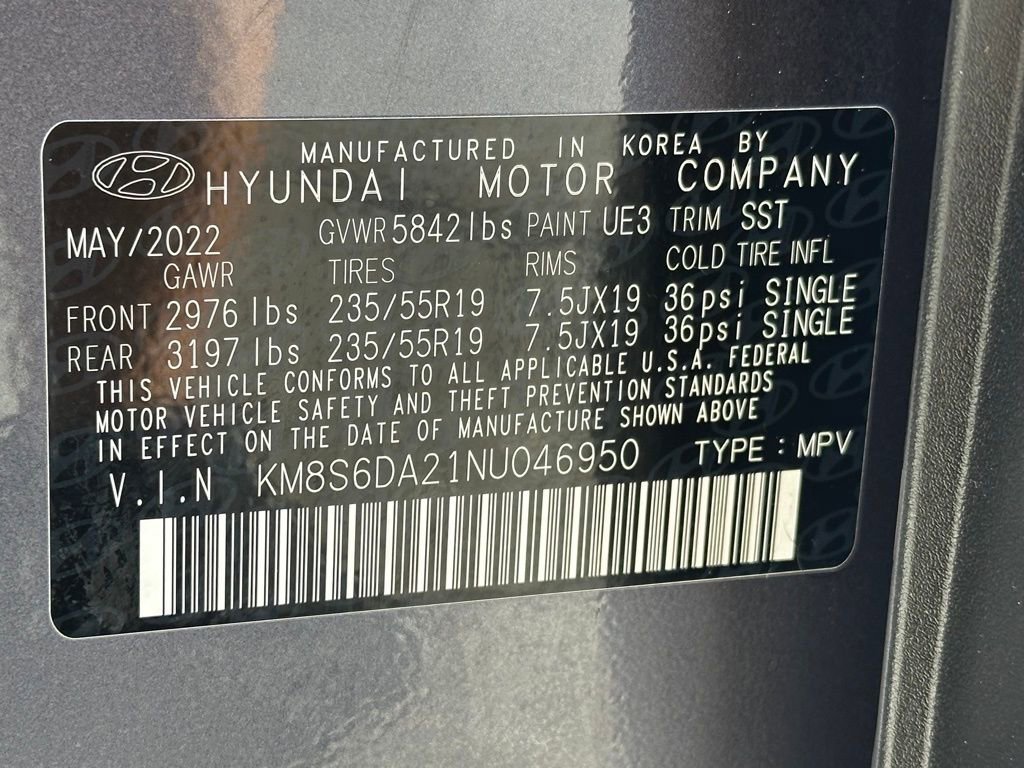 MANUFACTURED IN KOREA BY
HYUNDAI MOTOR COMPANY
MAY/2022 GVWR 5842lbs PAINT UE3 TRIM SST
GAWR TIRES RIMS COLD TIRE INFL
FRONT 2976 lbs 235/55R19 7.5JX19 36psi SINGLE
REAR 3197 lbs 235/55R19 7.5JX19 36psi SINGLE
THIS VEHICLE CONFORMS TO ALL APPLICABLE U.S.A. FEDERAL
MOTOR VEHICLE SAFETY AND THEFT PREVENTION STANDARDS
IN EFFECT ON THE DATE OF MANUFACTURE SHOWN ABOVE
V.I.N KM8S6DA21NU046950 TYPE : MPV